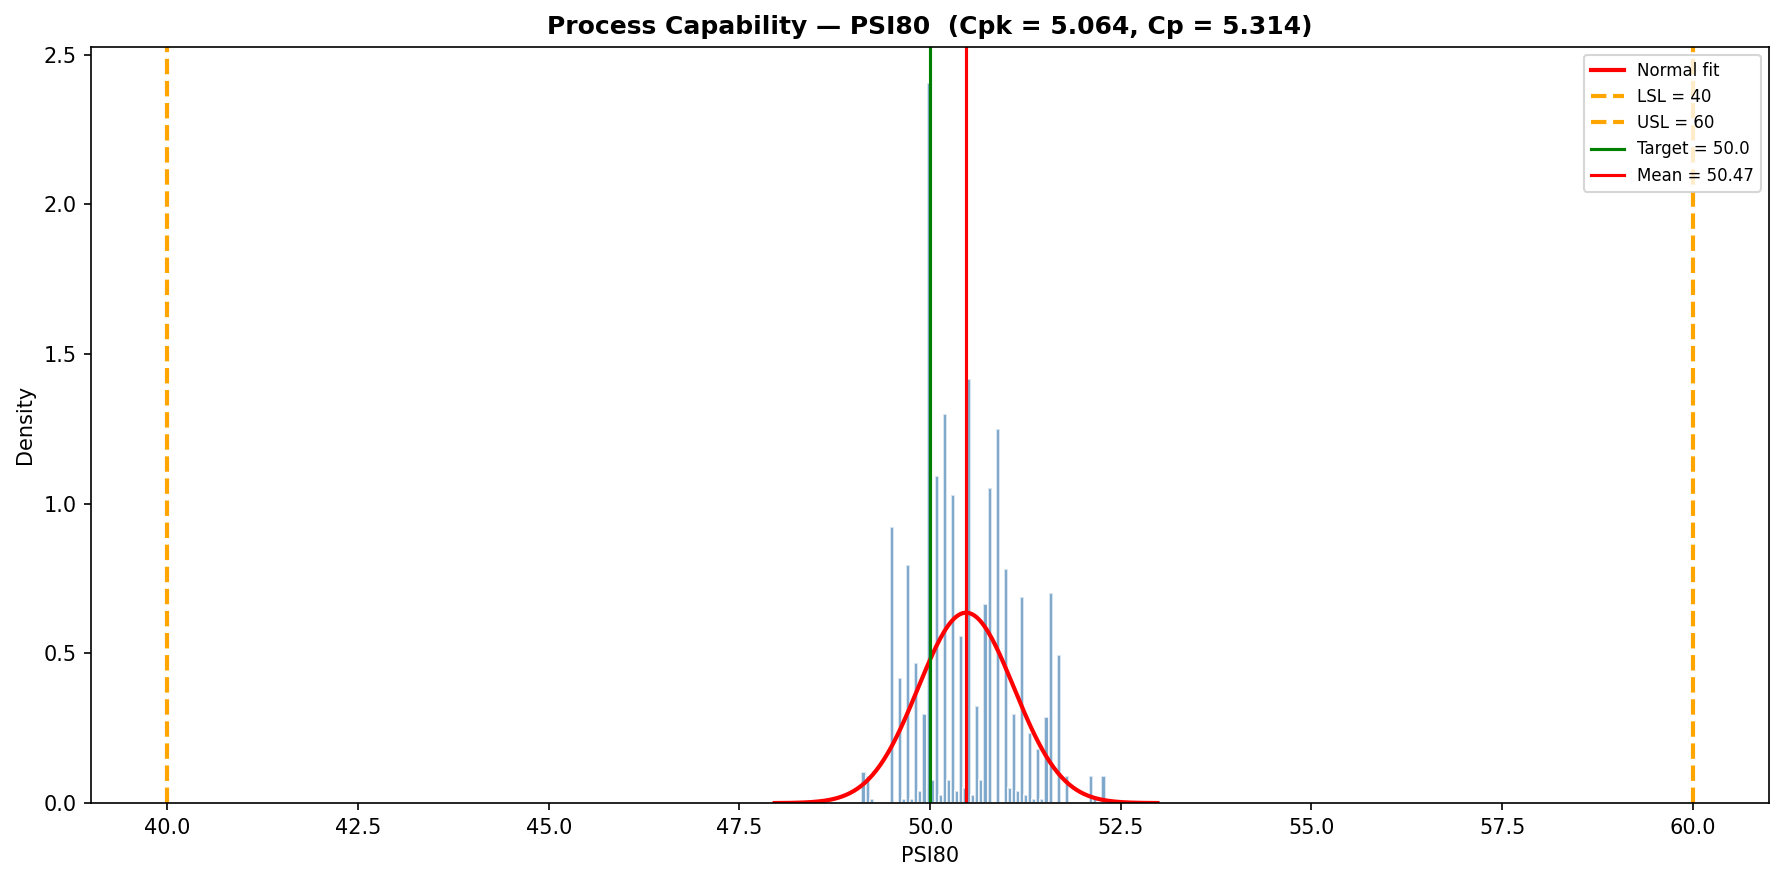 Process Capability — PSI80  (Cpk = 5.064, Cp = 5.314)
Normal fit
LSL = 40
USL = 60
Target = 50.0
Mean = 50.47
Density
2.5
2.0
1.5
1.0
0.5
0.0
40.0 42.5 45.0 47.5 50.0 52.5 55.0 57.5 60.0
PSI80